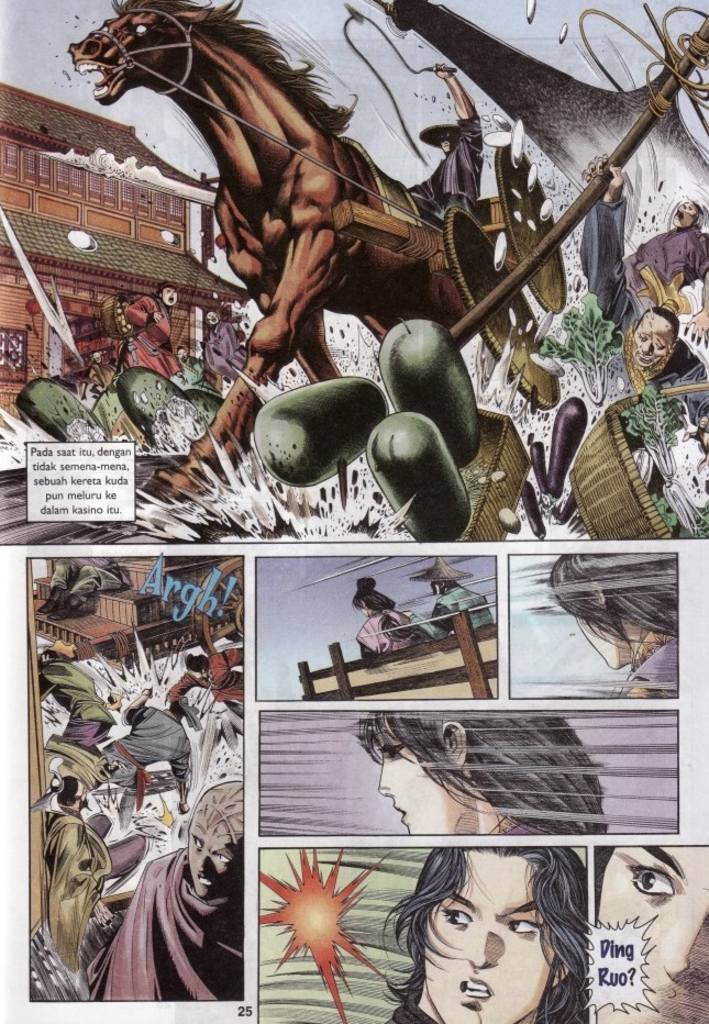 Pada saat itu, dengan
tidak semena-mena,
sebuah kereta kuda
pun meluru ke
dalam kasino itu.
Argh!
Ding
Ruo?
25